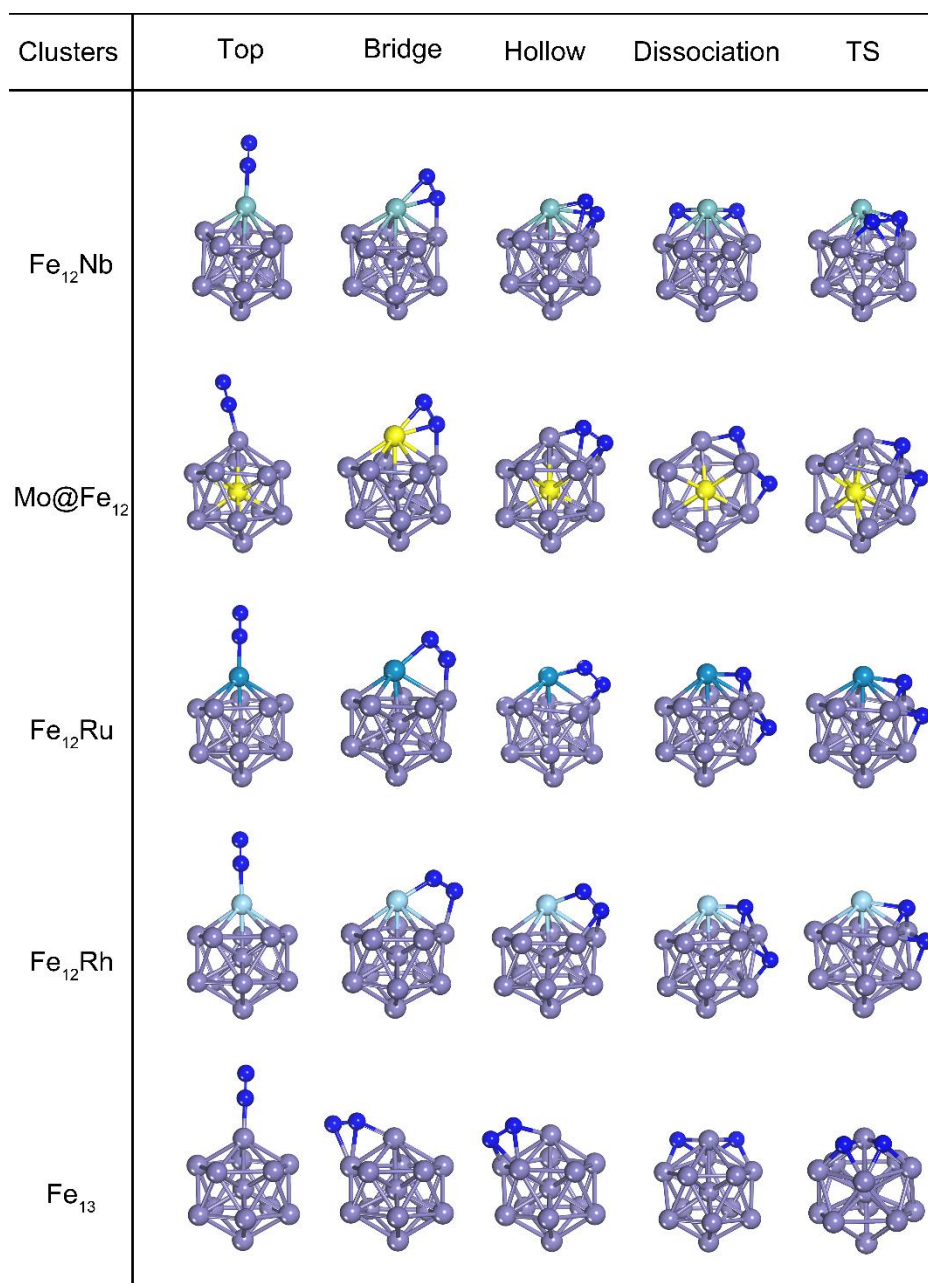 Clusters Top Bridge Hollow Dissociation TS
Fe₁₂Nb
Mo@Fe₁₂
Fe₁₂Ru
Fe₁₂Rh
Fe₁₃